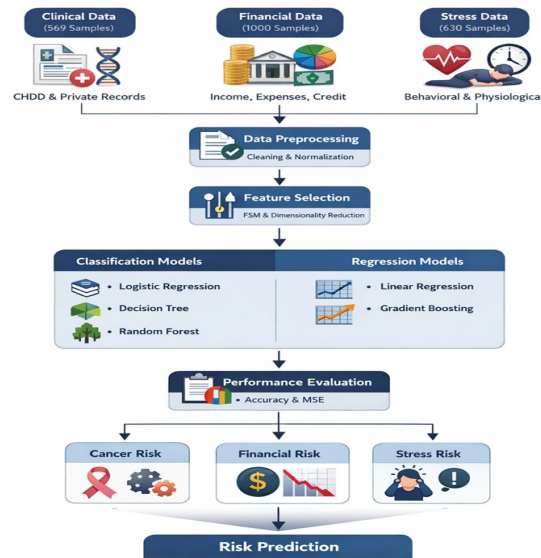 Clinical Data
(569 Samples)
Financial Data
(1000 Samples)
Stress Data
(630 Samples)
CHDD & Private Records
Income, Expenses, Credit
Behavioral & Physiologica
Data Preprocessing
Cleaning & Normalization
Feature Selection
FSM & Dimensionality Reduction
Classification Models
• Logistic Regression
• Decision Tree
• Random Forest
Regression Models
• Linear Regression
• Gradient Boosting
Performance Evaluation
• Accuracy & MSE
Cancer Risk
Financial Risk
$
Stress Risk
!
Risk Prediction